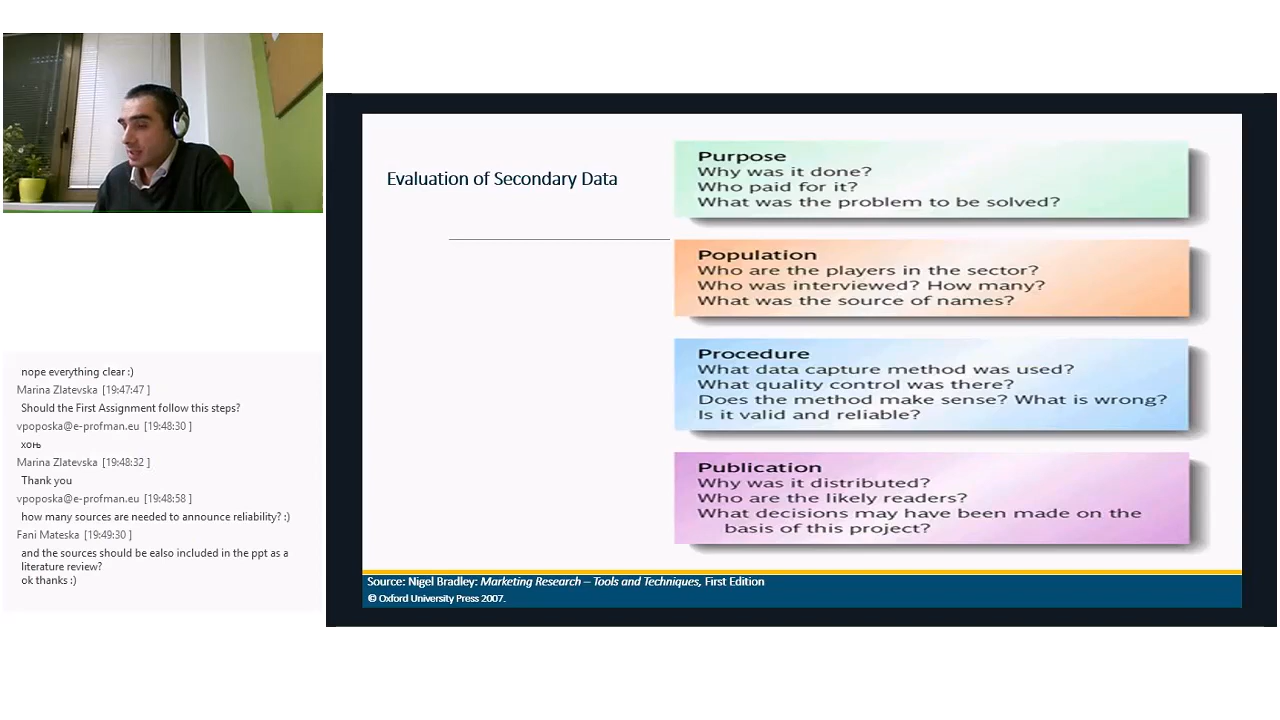 nope everything clear :)
Marina Zlatevska [19:47:47 ]
Should the First Assignment follow this steps?
vpoposka@e-profman.eu [19:48:30 ]
хоњ
Marina Zlatevska [19:48:32 ]
Thank you
vpoposka@e-profman.eu [19:48:58 ]
how many sources are needed to announce reliability? :)
Fani Mateska [19:49:30 ]
and the sources should be ealso included in the ppt as a
literature review?
ok thanks :)
Evaluation of Secondary Data
Purpose
Why was it done?
Who paid for it?
What was the problem to be solved?
Population
Who are the players in the sector?
Who was interviewed? How many?
What was the source of names?
Procedure
What data capture method was used?
What quality control was there?
Does the method make sense? What is wrong?
Is it valid and reliable?
Publication
Why was it distributed?
Who are the likely readers?
What decisions may have been made on the
basis of this project?
Source: Nigel Bradley: Marketing Research – Tools and Techniques, First Edition
© Oxford University Press 2007.